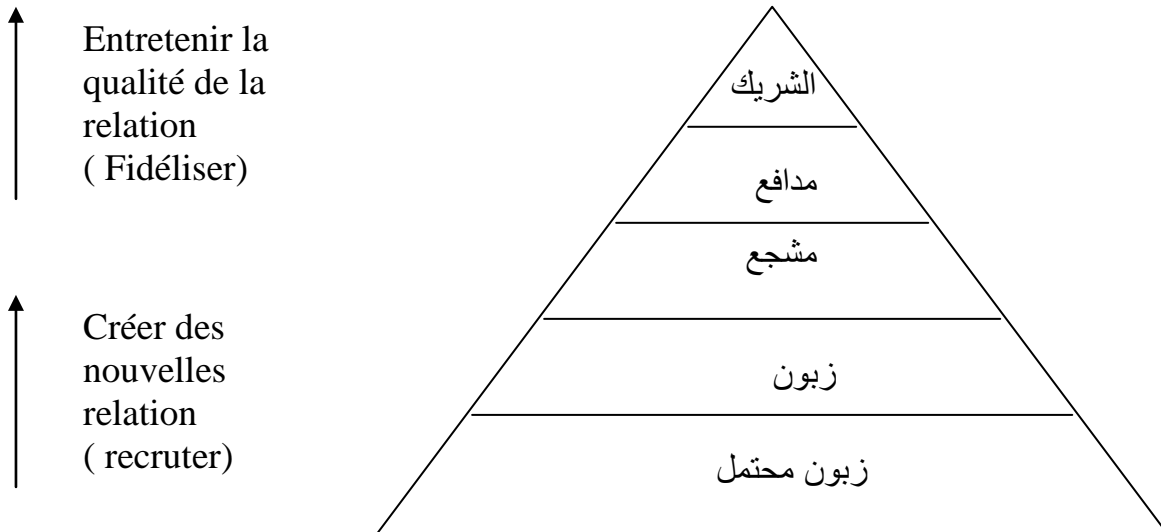 Entretenir la
qualité de la
relation
( Fidéliser)
Créer des
nouvelles
relation
( recruter)
الشريك
مدافع
مشجع
زبون
زبون محتمل